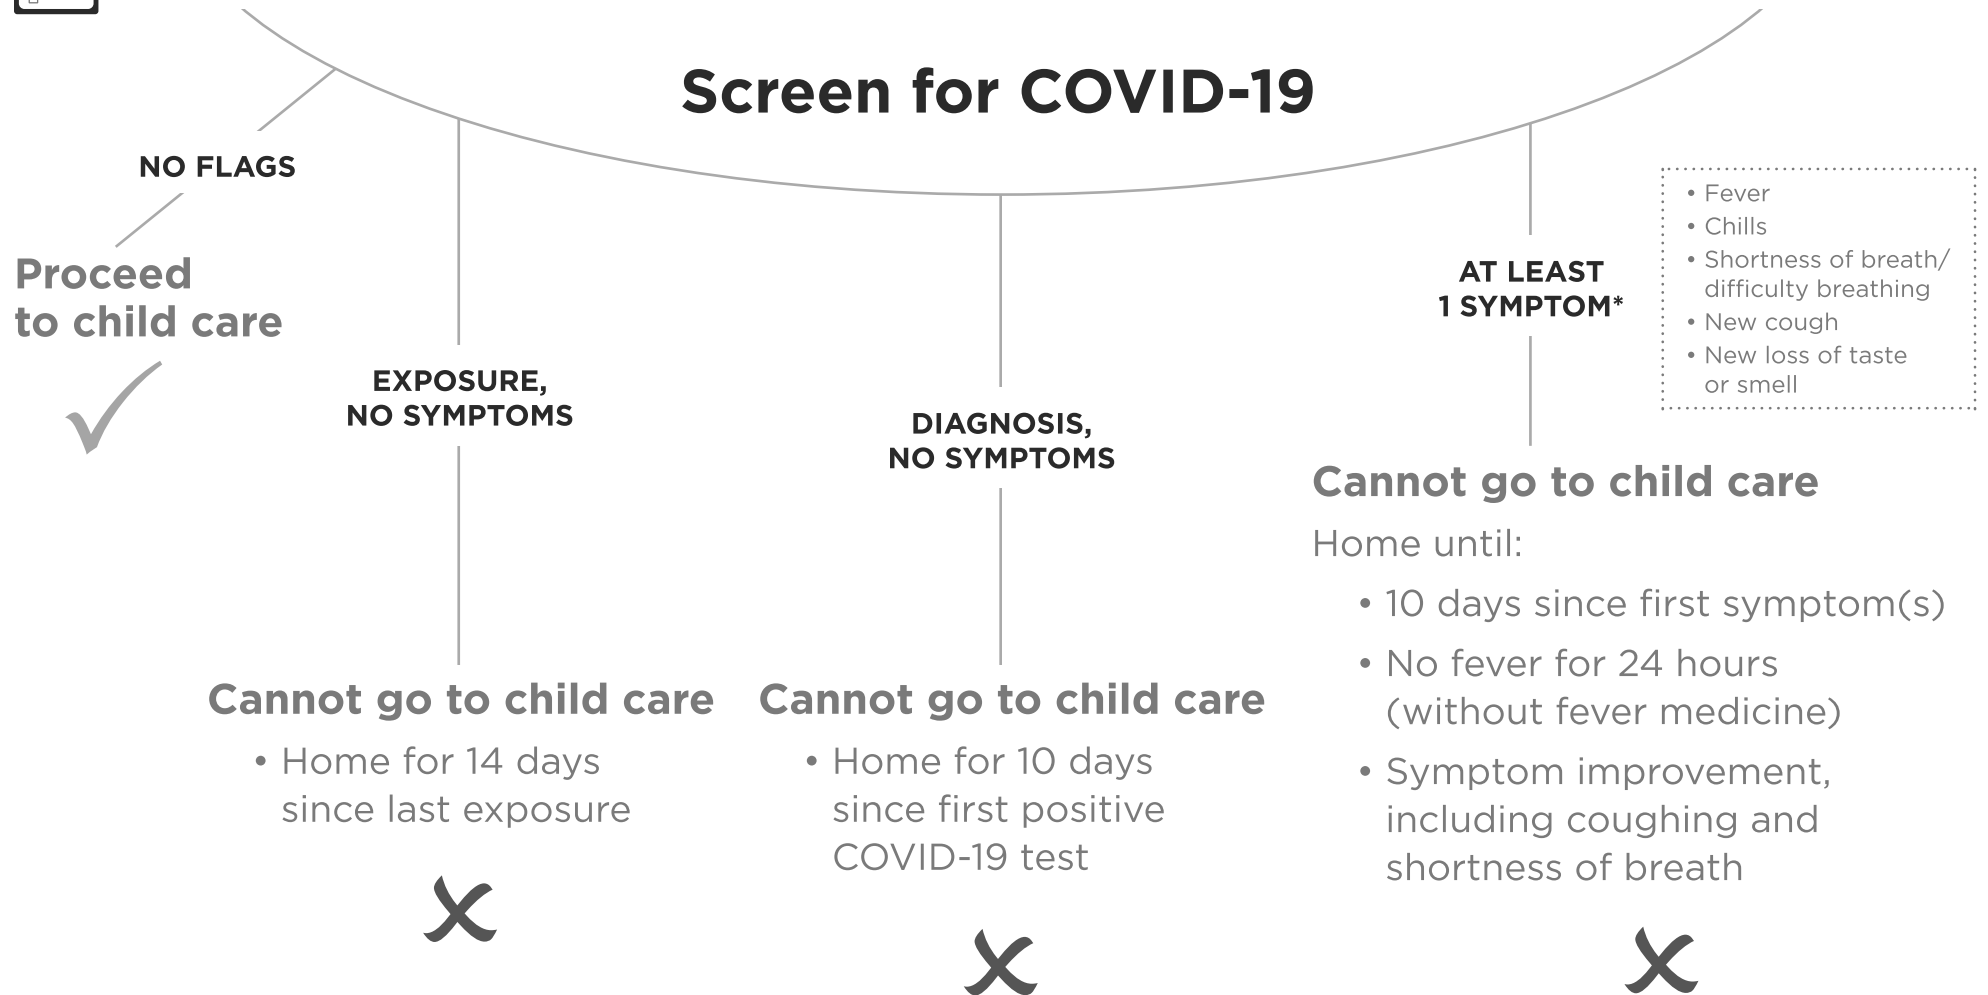 Screen for COVID-19
NO FLAGS
Proceed
to child care
EXPOSURE,
NO SYMPTOMS
Cannot go to child care
• Home for 14 days
since last exposure
DIAGNOSIS,
NO SYMPTOMS
Cannot go to child care
• Home for 10 days
since first positive
COVID-19 test
AT LEAST
1 SYMPTOM*
• Fever
• Chills
• Shortness of breath/
difficulty breathing
• New cough
• New loss of taste
or smell
Cannot go to child care
Home until:
• 10 days since first symptom(s)
• No fever for 24 hours
(without fever medicine)
• Symptom improvement,
including coughing and
shortness of breath